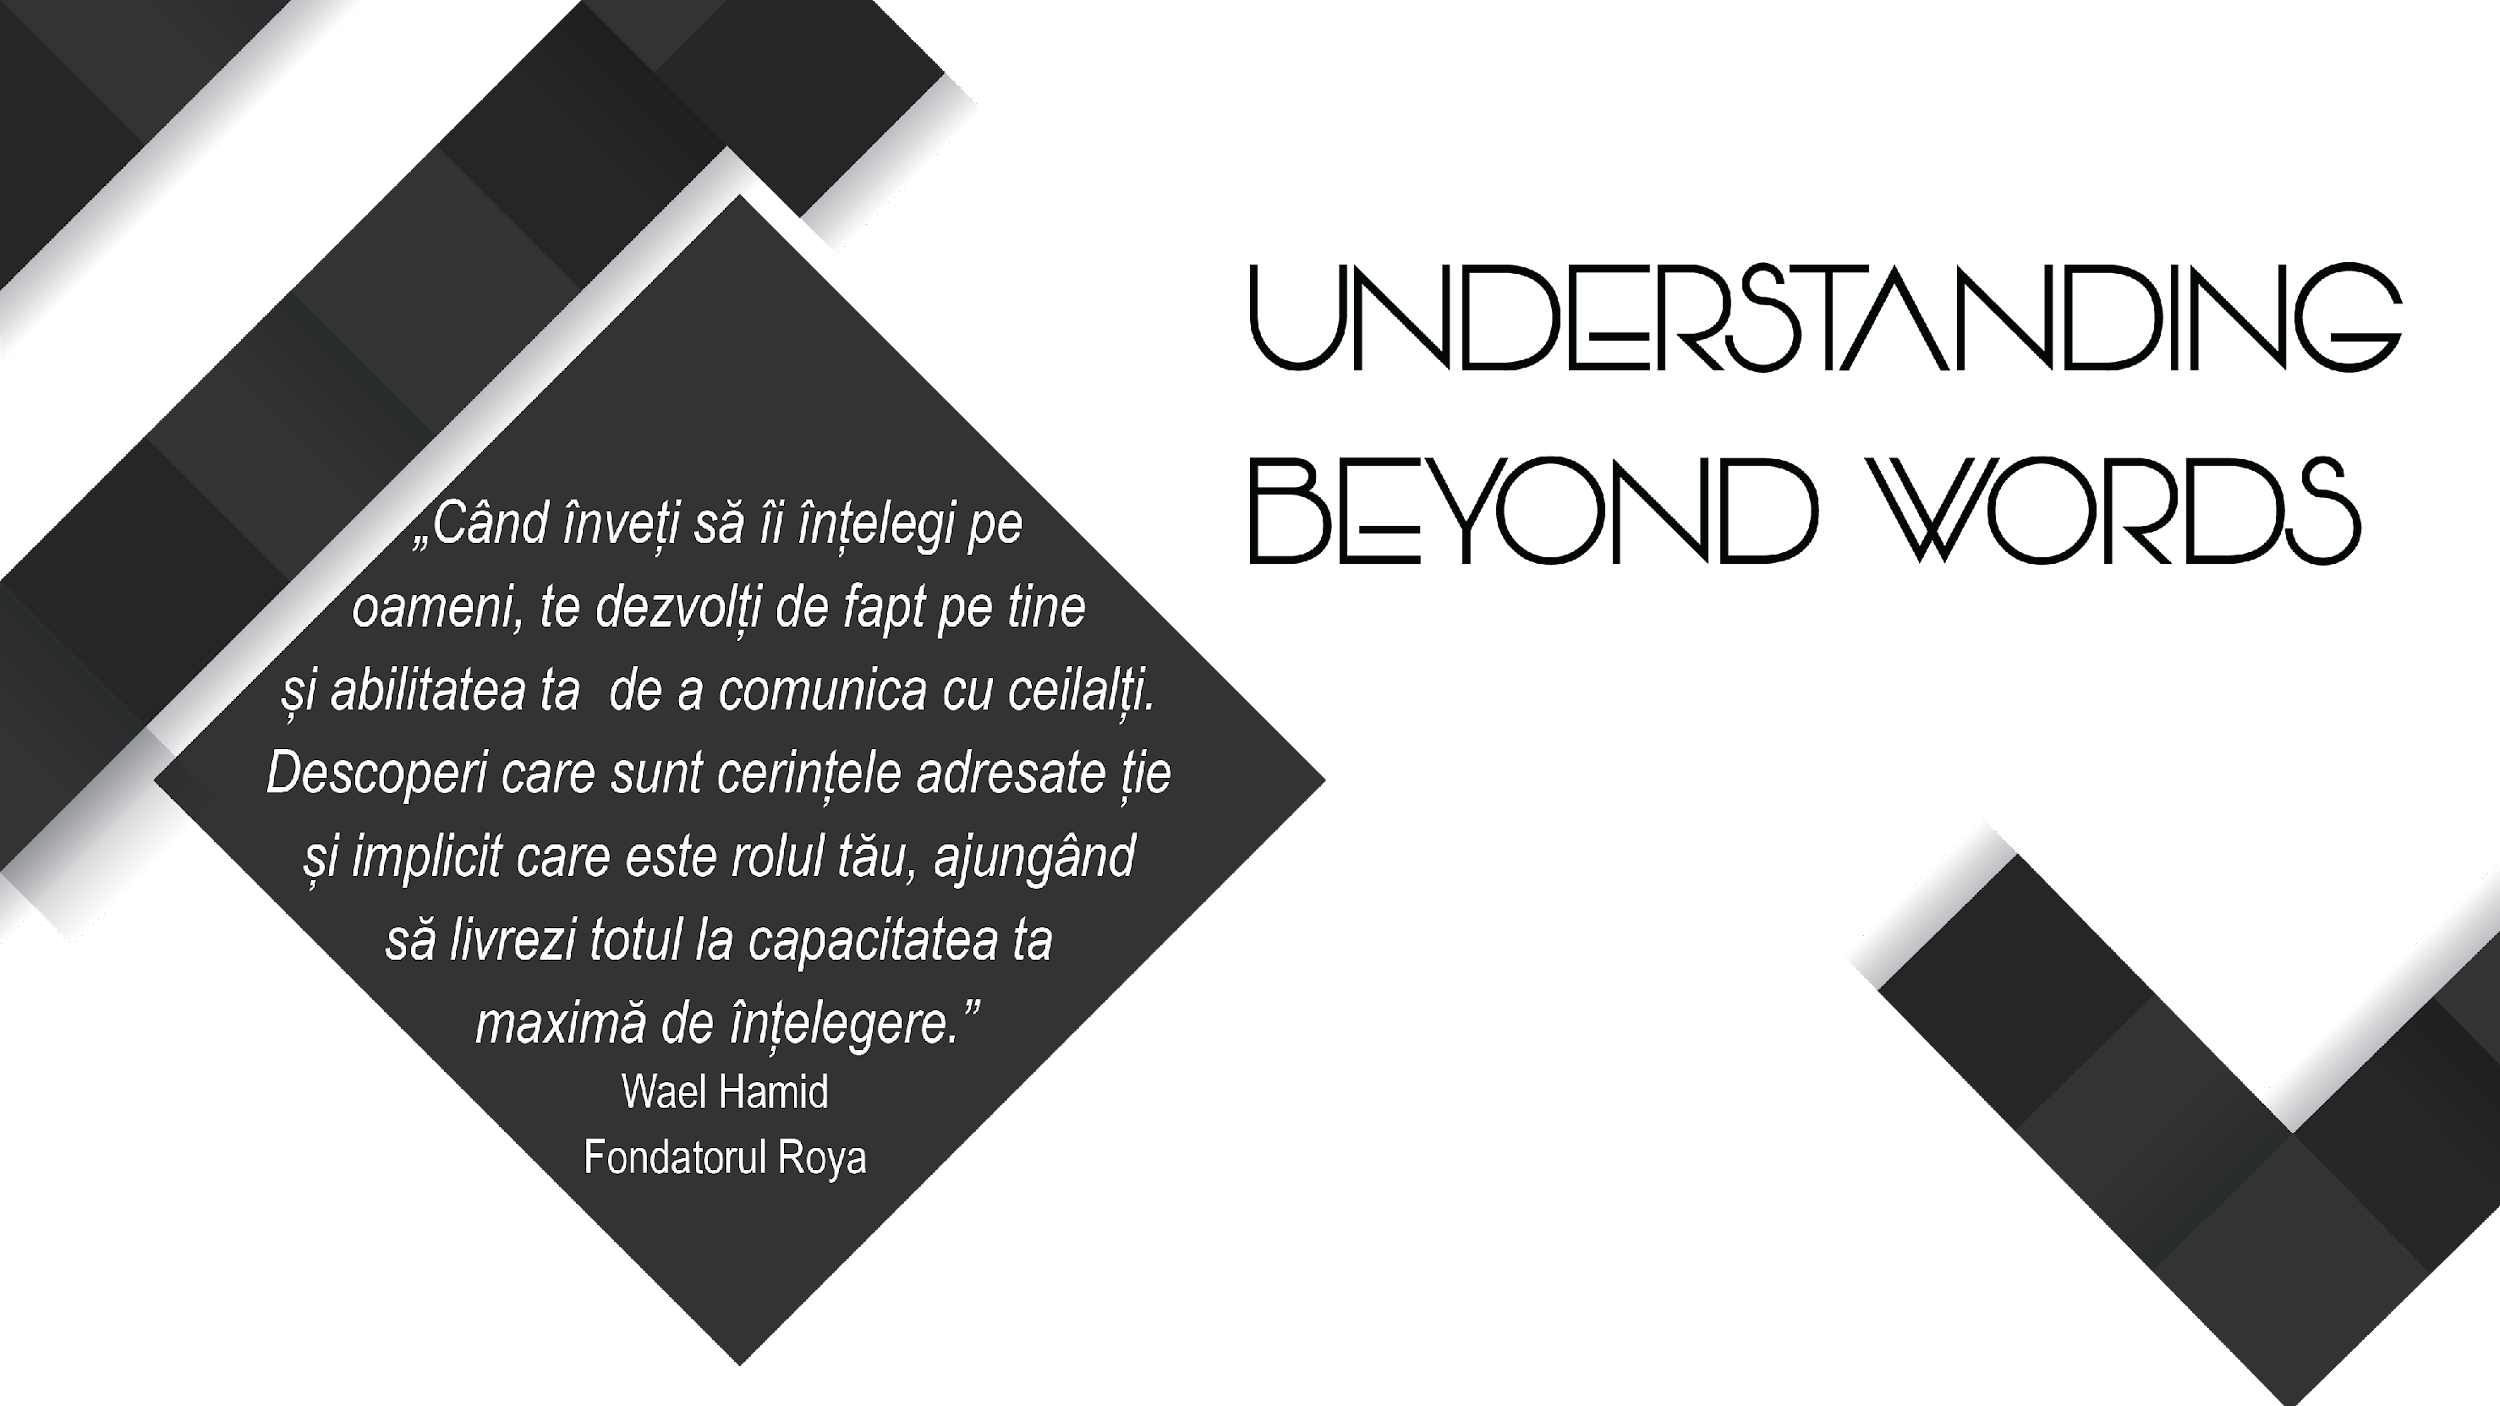 UNDERSTANDING
BEYOND WORDS
„Când înveți să îi înțelegi pe
oameni, te dezvolți de fapt pe tine
și abilitatea ta  de a comunica cu ceilalți.
Descoperi care sunt cerințele adresate ție
și implicit care este rolul tău, ajungând
să livrezi totul la capacitatea ta
maximă de înțelegere.”
Wael Hamid
Fondatorul Roya